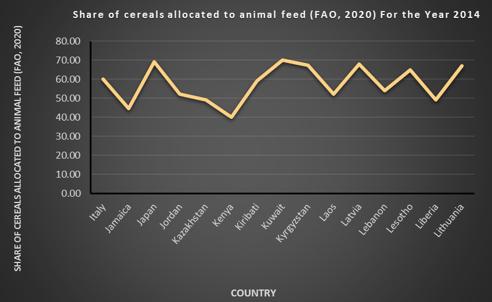 Share of cereals allocated to animal feed (FAO, 2020) For the Year 2014
SHARE OF CEREALS ALLOCATED TO ANIMAL FEED (FAO, 2020)
80.00
70.00
60.00
50.00
40.00
30.00
20.00
10.00
0.00
Italy
Jamaica
Japan
Jordan
Kazakhstan
Kenya
Kiribati
Kuwait
Kyrgyzstan
Laos
Latvia
Lebanon
Lesotho
Liberia
Lithuania
COUNTRY